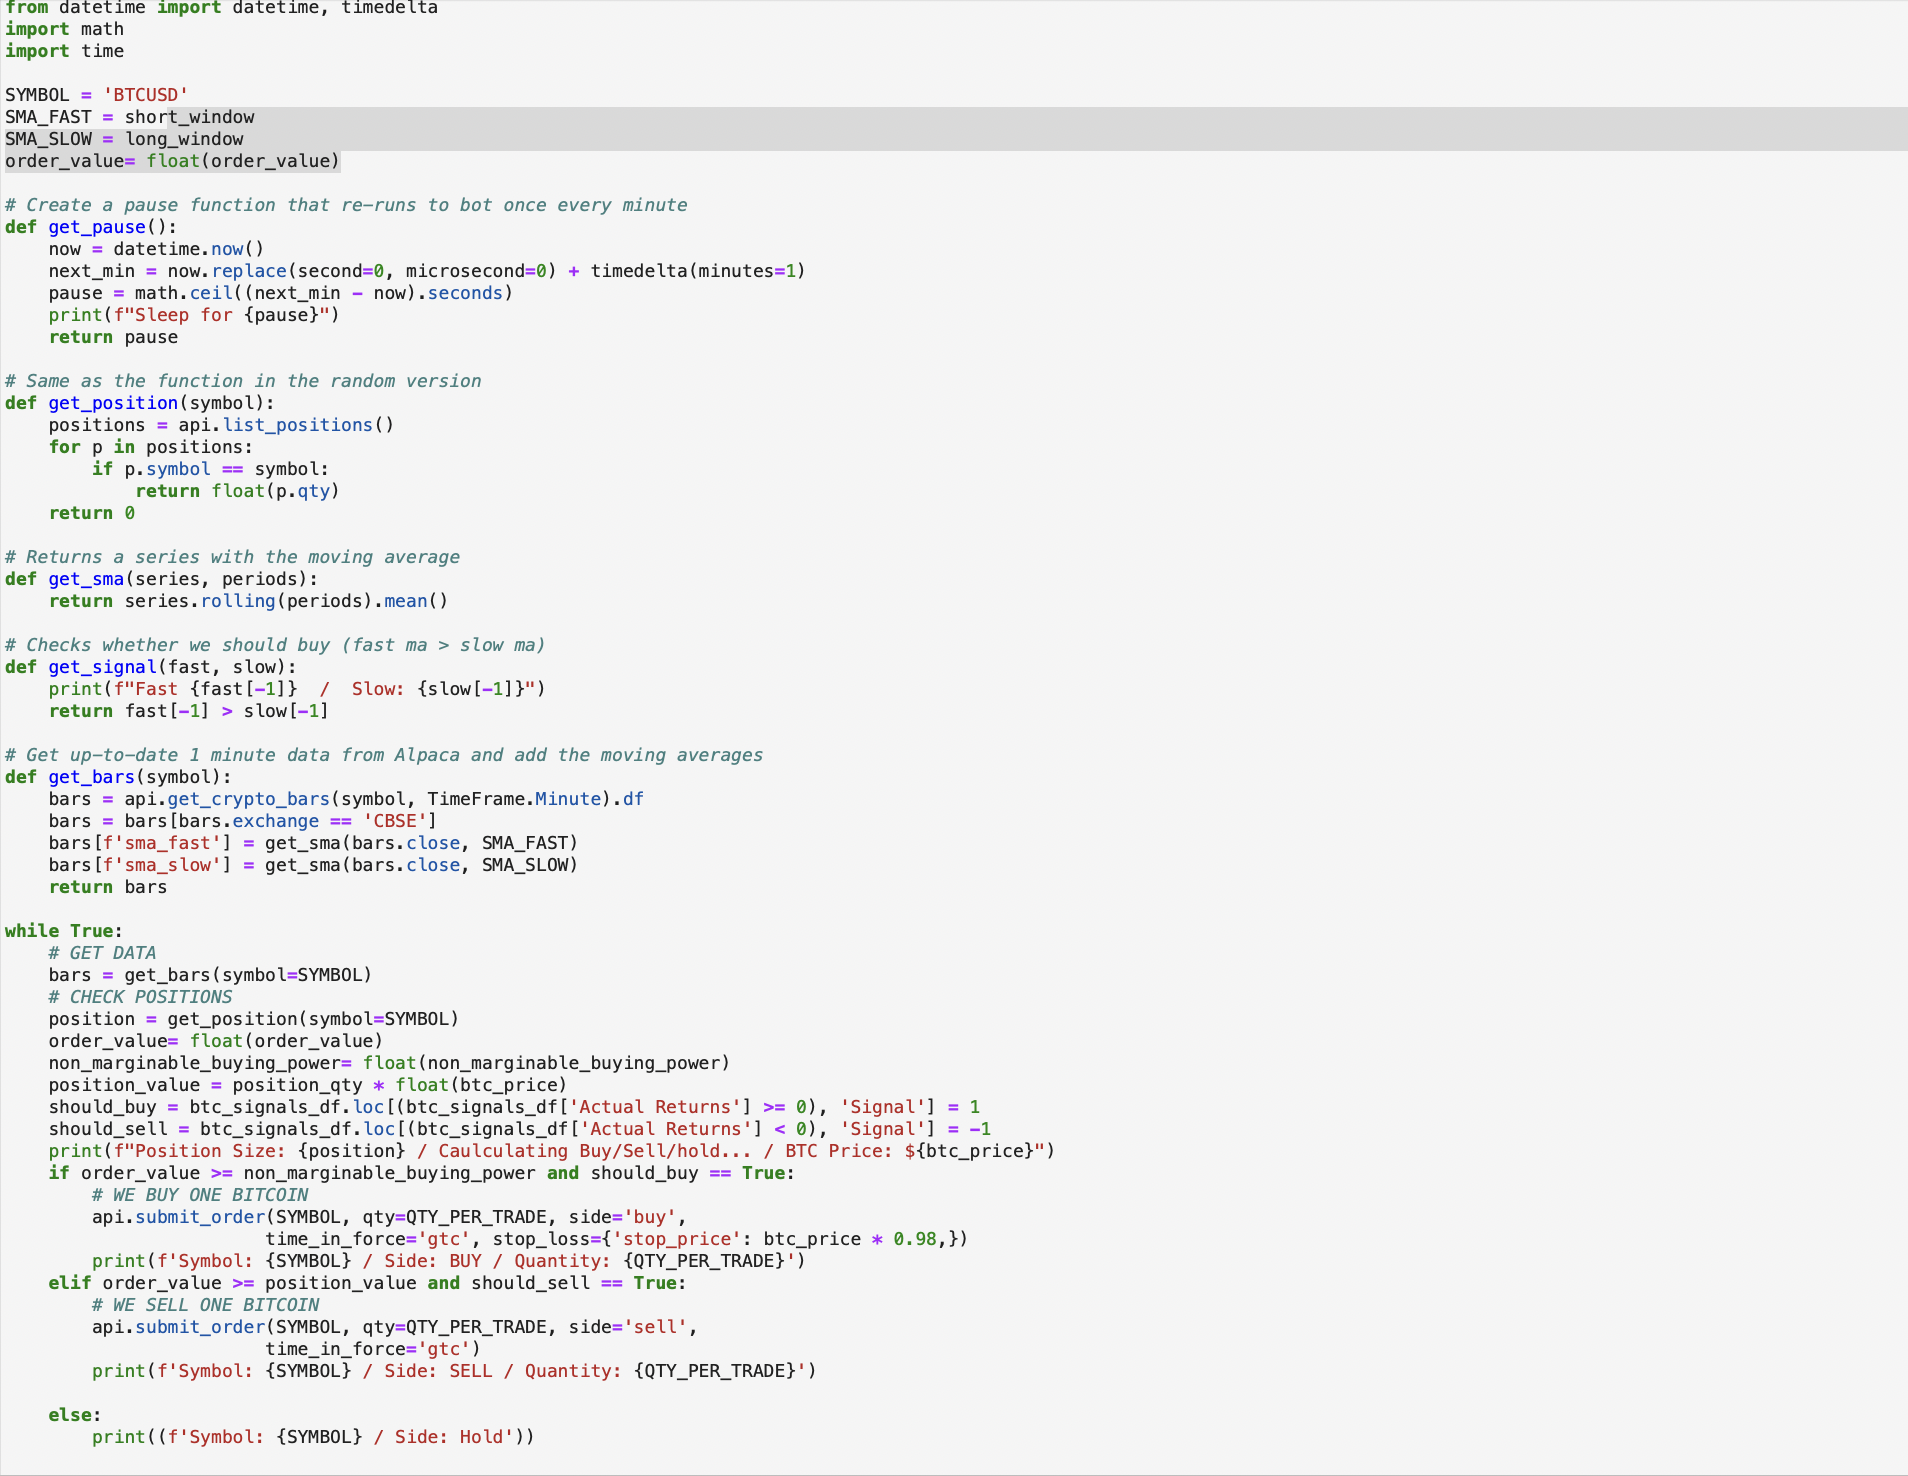 from datetime import datetime, timedelta
import math
import time

SYMBOL = 'BTCUSD'
SMA_FAST = short_window
SMA_SLOW = long_window
order_value= float(order_value)

# Create a pause function that re-runs to bot once every minute
def get_pause():
    now = datetime.now()
    next_min = now.replace(second=0, microsecond=0) + timedelta(minutes=1)
    pause = math.ceil((next_min - now).seconds)
    print(f"Sleep for {pause}")
    return pause

# Same as the function in the random version
def get_position(symbol):
    positions = api.list_positions()
    for p in positions:
        if p.symbol == symbol:
            return float(p.qty)
    return 0

# Returns a series with the moving average
def get_sma(series, periods):
    return series.rolling(periods).mean()

# Checks whether we should buy (fast ma > slow ma)
def get_signal(fast, slow):
    print(f"Fast {fast[-1]}  /  Slow: {slow[-1]}")
    return fast[-1] > slow[-1]

# Get up-to-date 1 minute data from Alpaca and add the moving averages
def get_bars(symbol):
    bars = api.get_crypto_bars(symbol, TimeFrame.Minute).df
    bars = bars[bars.exchange == 'CBSE']
    bars[f'sma_fast'] = get_sma(bars.close, SMA_FAST)
    bars[f'sma_slow'] = get_sma(bars.close, SMA_SLOW)
    return bars

while True:
    # GET DATA
    bars = get_bars(symbol=SYMBOL)
    # CHECK POSITIONS
    position = get_position(symbol=SYMBOL)
    order_value= float(order_value)
    non_marginable_buying_power= float(non_marginable_buying_power)
    position_value = position_qty * float(btc_price)
    should_buy = btc_signals_df.loc[(btc_signals_df['Actual Returns'] >= 0), 'Signal'] = 1
    should_sell = btc_signals_df.loc[(btc_signals_df['Actual Returns'] < 0), 'Signal'] = -1
    print(f"Position Size: {position} / Caulculating Buy/Sell/hold... / BTC Price: ${btc_price}")
    if order_value >= non_marginable_buying_power and should_buy == True:
        # WE BUY ONE BITCOIN
        api.submit_order(SYMBOL, qty=QTY_PER_TRADE, side='buy',
                        time_in_force='gtc', stop_loss={'stop_price': btc_price * 0.98,})
        print(f'Symbol: {SYMBOL} / Side: BUY / Quantity: {QTY_PER_TRADE}')
    elif order_value >= position_value and should_sell == True:
        # WE SELL ONE BITCOIN
        api.submit_order(SYMBOL, qty=QTY_PER_TRADE, side='sell',
                        time_in_force='gtc')
        print(f'Symbol: {SYMBOL} / Side: SELL / Quantity: {QTY_PER_TRADE}')

    else:
        print((f'Symbol: {SYMBOL} / Side: Hold'))